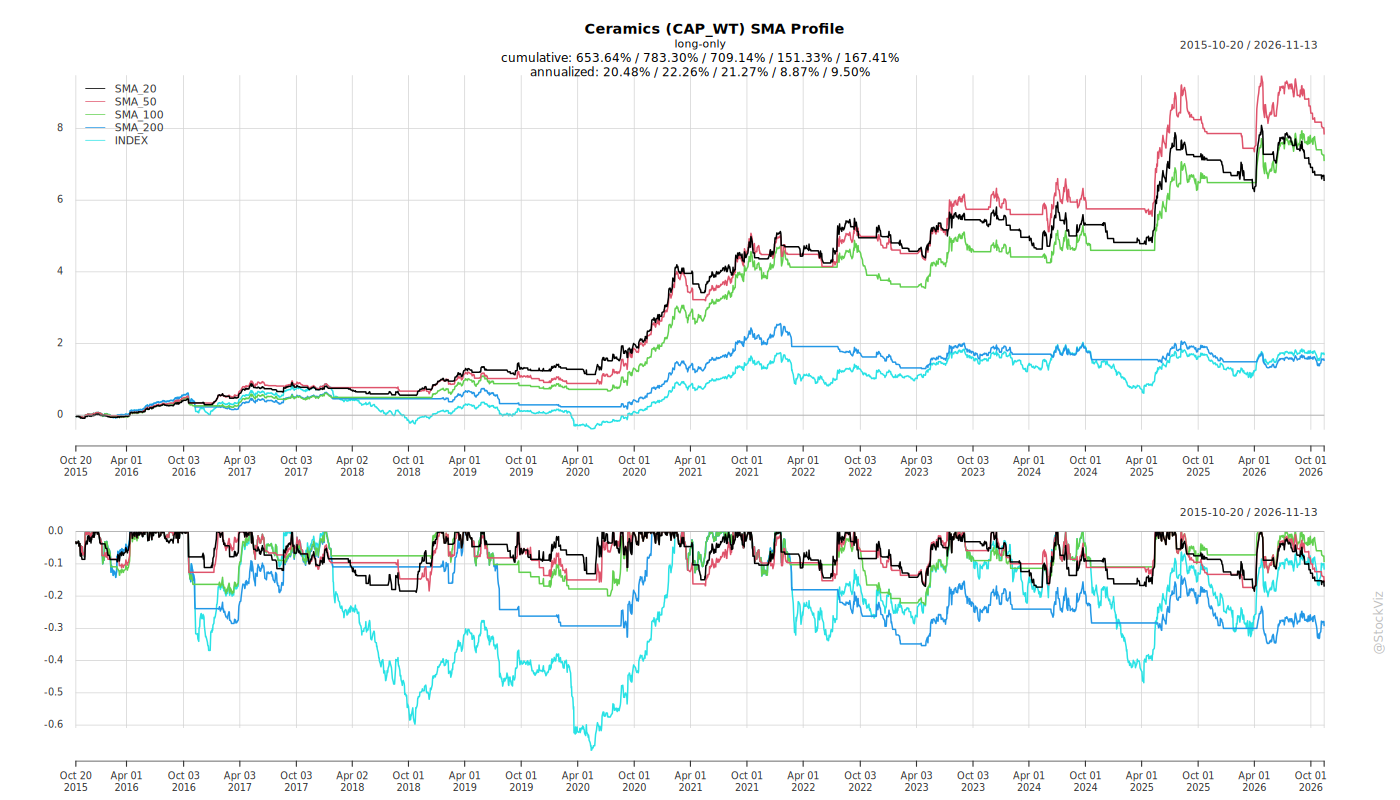 Ceramics (CAP_WT) SMA Profile
long-only
cumulative: 653.64% / 783.30% / 709.14% / 151.33% / 167.41%
annualized: 20.48% / 22.26% / 21.27% / 8.87% / 9.50%
2015-10-20 / 2026-11-13
SMA_20
SMA_50
SMA_100
SMA_200
INDEX
8
6
4
2
0
Oct 20 Apr 01 Oct 03 Apr 03 Oct 03 Apr 02 Oct 01 Apr 01 Oct 01 Apr 01 Oct 01 Apr 01 Oct 01 Apr 01 Oct 03 Apr 03 Oct 03 Apr 01 Oct 01 Apr 01 Oct 01 Apr 01 Oct 01
2015 2016 2016 2017 2017 2018 2018 2019 2019 2020 2020 2021 2021 2022 2022 2023 2023 2024 2024 2025 2025 2026 2026
2015-10-20 / 2026-11-13
0.0
-0.1
-0.2
-0.3
-0.4
-0.5
-0.6
Oct 20 Apr 01 Oct 03 Apr 03 Oct 03 Apr 02 Oct 01 Apr 01 Oct 01 Apr 01 Oct 01 Apr 01 Oct 01 Apr 01 Oct 03 Apr 03 Oct 03 Apr 01 Oct 01 Apr 01 Oct 01 Apr 01 Oct 01
2015 2016 2016 2017 2017 2018 2018 2019 2019 2020 2020 2021 2021 2022 2022 2023 2023 2024 2024 2025 2025 2026 2026
@StockViz